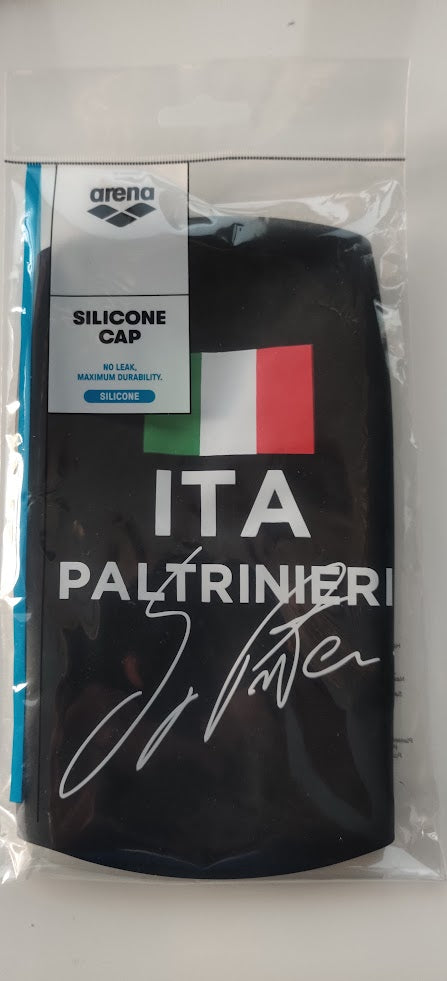 arena
SILICONE
CAP
NO LEAK,
MAXIMUM DURABILITY.
SILICONE
ITA
PALTRINIERI